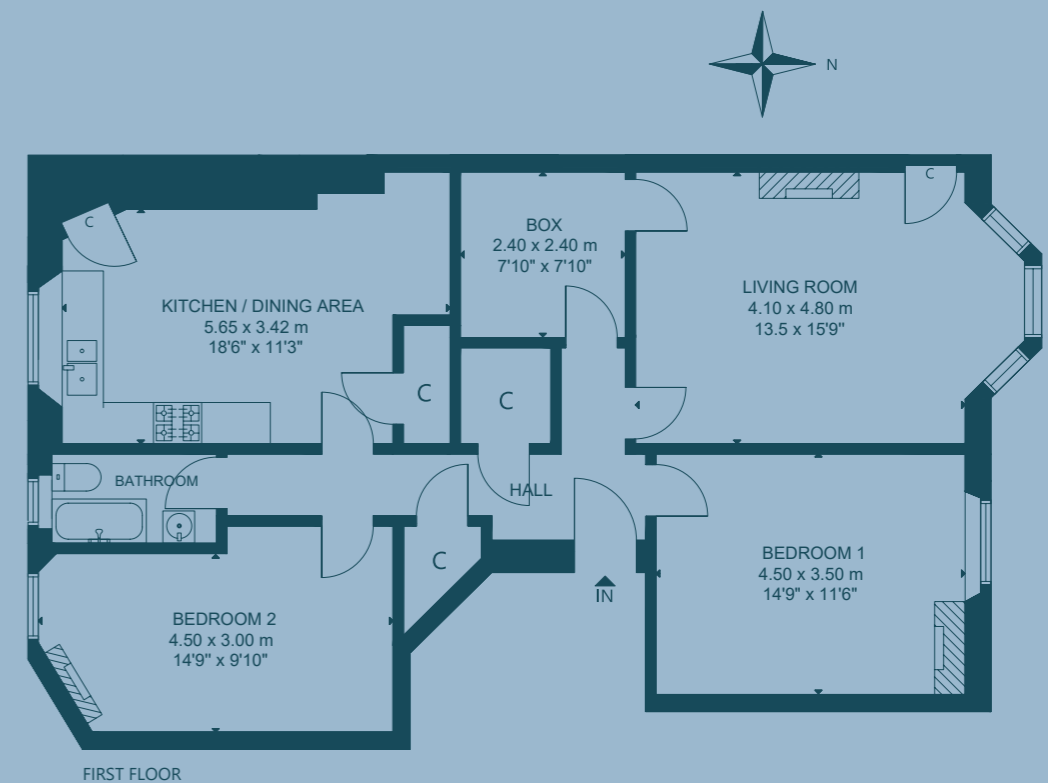 N
C
C
BOX
2.40 x 2.40 m
7'10" x 7'10"
KITCHEN / DINING AREA
5.65 x 3.42 m
18'6" x 11'3"
LIVING ROOM
4.10 x 4.80 m
13.5 x 15'9"
C
C
BATHROOM
HALL
C
BEDROOM 1
4.50 x 3.50 m
14'9" x 11'6"
IN
BEDROOM 2
4.50 x 3.00 m
14'9" x 9'10"
FIRST FLOOR